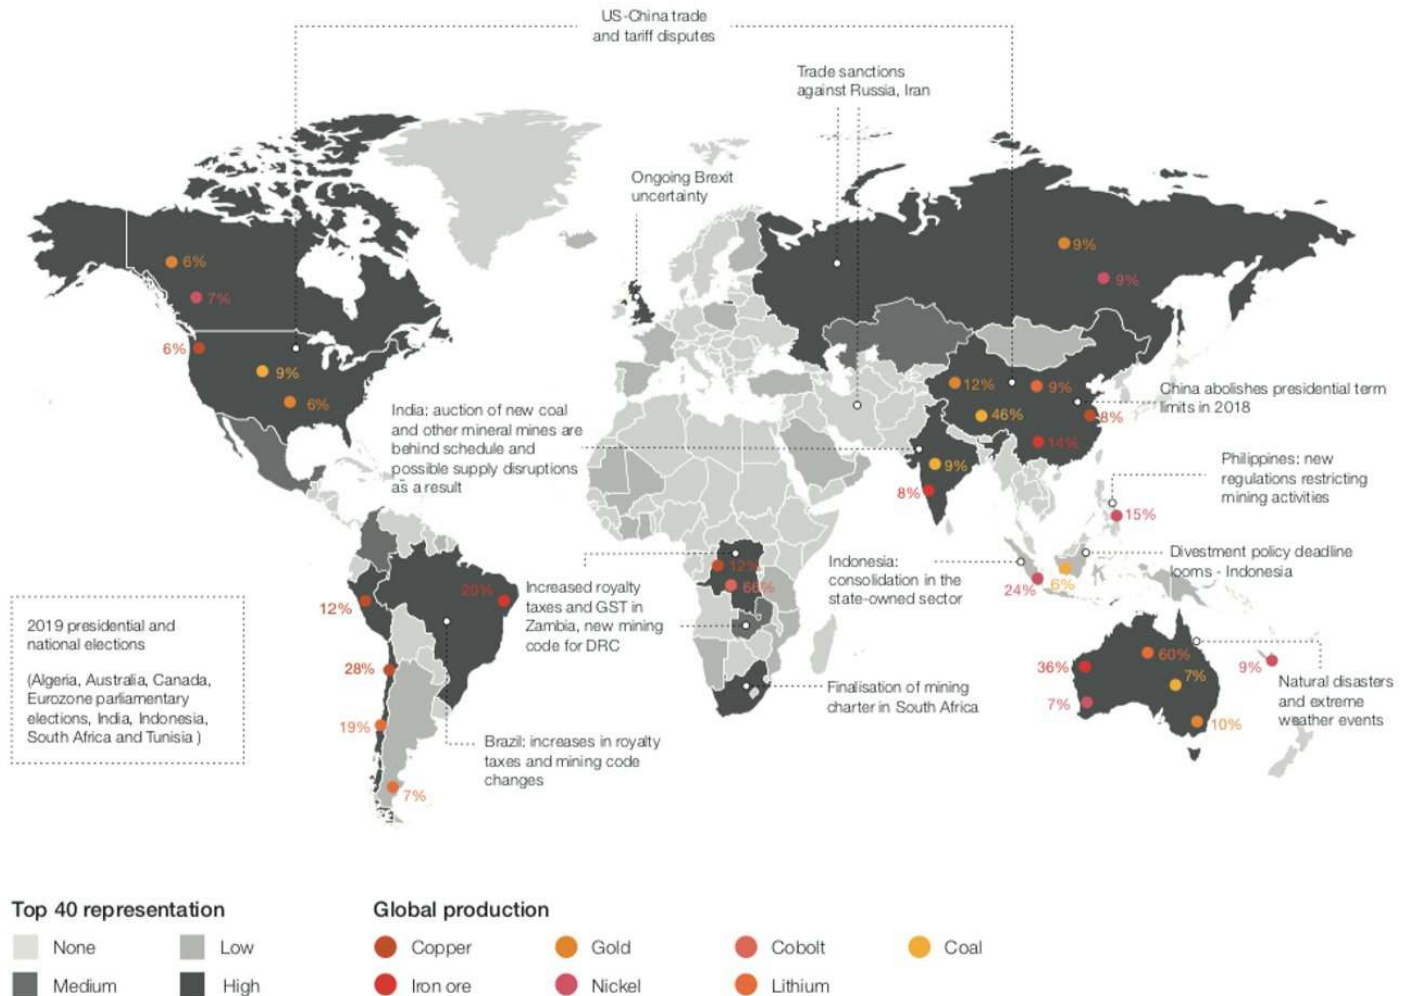 US-China trade
and tariff disputes
Trade sanctions
against Russia, Iran
Ongoing Brexit
uncertainty
6%
7%
6%
9%
6%
9%
9%
12%
9%
46%
8%
14%
China abolishes presidential term
limits in 2018
India: auction of new coal
and other mineral mines are
behind schedule and
possible supply disruptions
as a result
9%
8%
Philippines: new
regulations restricting
mining activities
15%
Indonesia:
consolidation in the
state-owned sector
Divestment policy deadline
looms - Indonesia
24%
6%
12%
66%
Increased royalty
taxes and GST in
Zambia, new mining
code for DRC
20%
12%
28%
19%
7%
2019 presidential and
national elections
(Algeria, Australia, Canada,
Eurozone parliamentary
elections, India, Indonesia,
South Africa and Tunisia )
Finalisation of mining
charter in South Africa
Brazil: increases in royalty
taxes and mining code
changes
36%
60%
7%
7%
10%
9%
Natural disasters
and extreme
weather events
Top 40 representation
None
Low
Medium
High
Global production
Copper
Gold
Cobolt
Coal
Iron ore
Nickel
Lithium